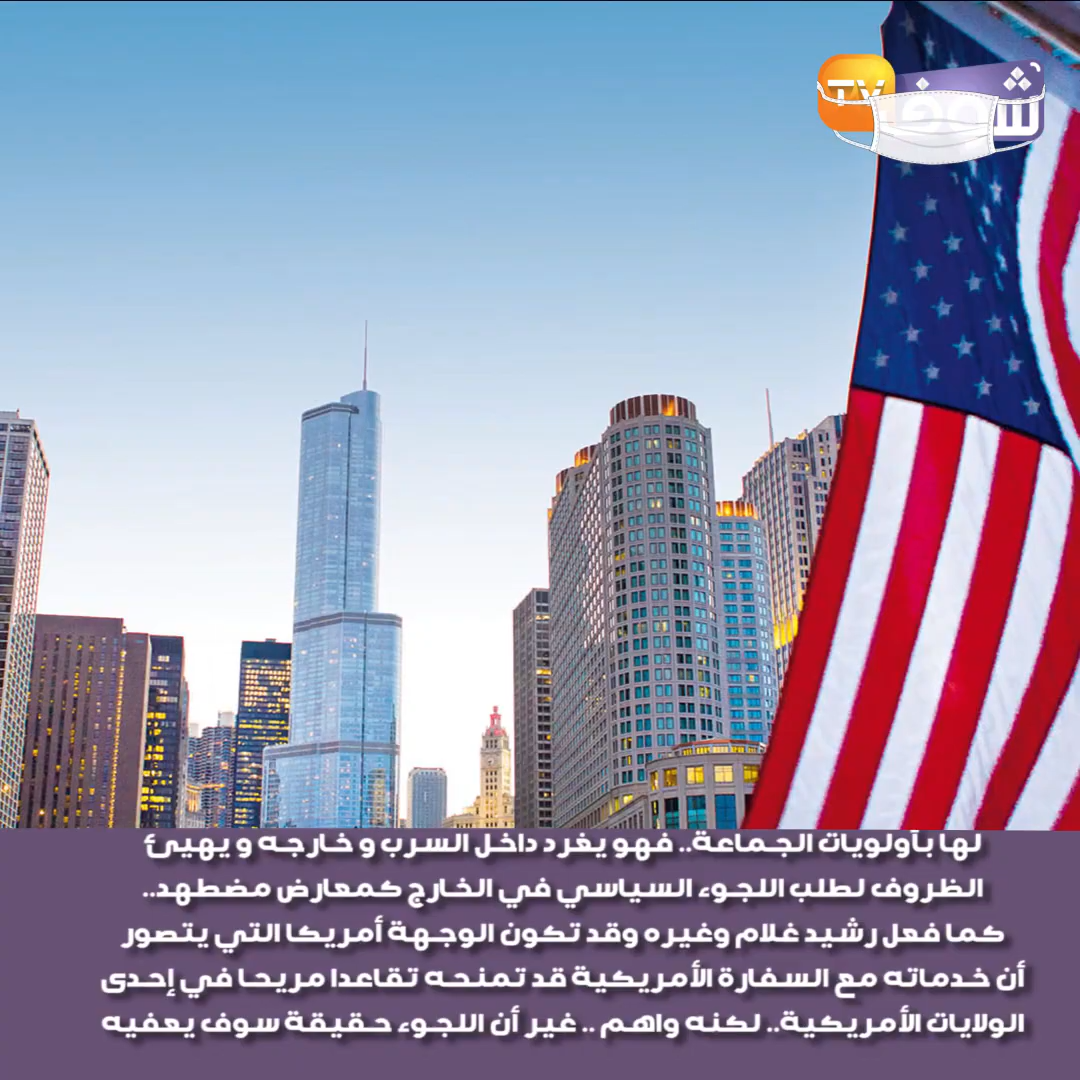 شوف
TV
لها بأولويات الجماعة.. فهو يغرد داخل السرب و خارجه و يهيئ
الظروف لطلب اللجوء السياسي في الخارج كمعارض مضطهد..
كما فعل رشيد غلام وغيره وقد تكون الوجهة أمريكا التي يتصور
أن خدماته مع السفارة الأمريكية قد تمنحه تقاعدا مريحا في إحدى
الولايات الأمريكية.. لكنه واهم .. غير أن اللجوء حقيقة سوف يعفيه